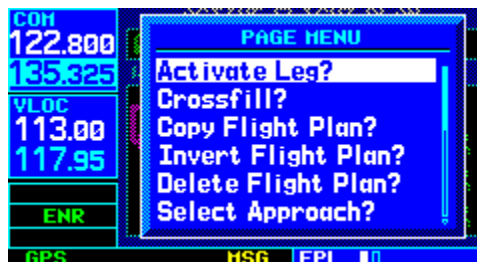 COM
122.800
135.325
VLOC
113.00
117.95
ENR
GPS
PAGE MENU
Activate Leg?
Crossfill?
Copy Flight Plan?
Invert Flight Plan?
Delete Flight Plan?
Select Approach?
MSG
FPL